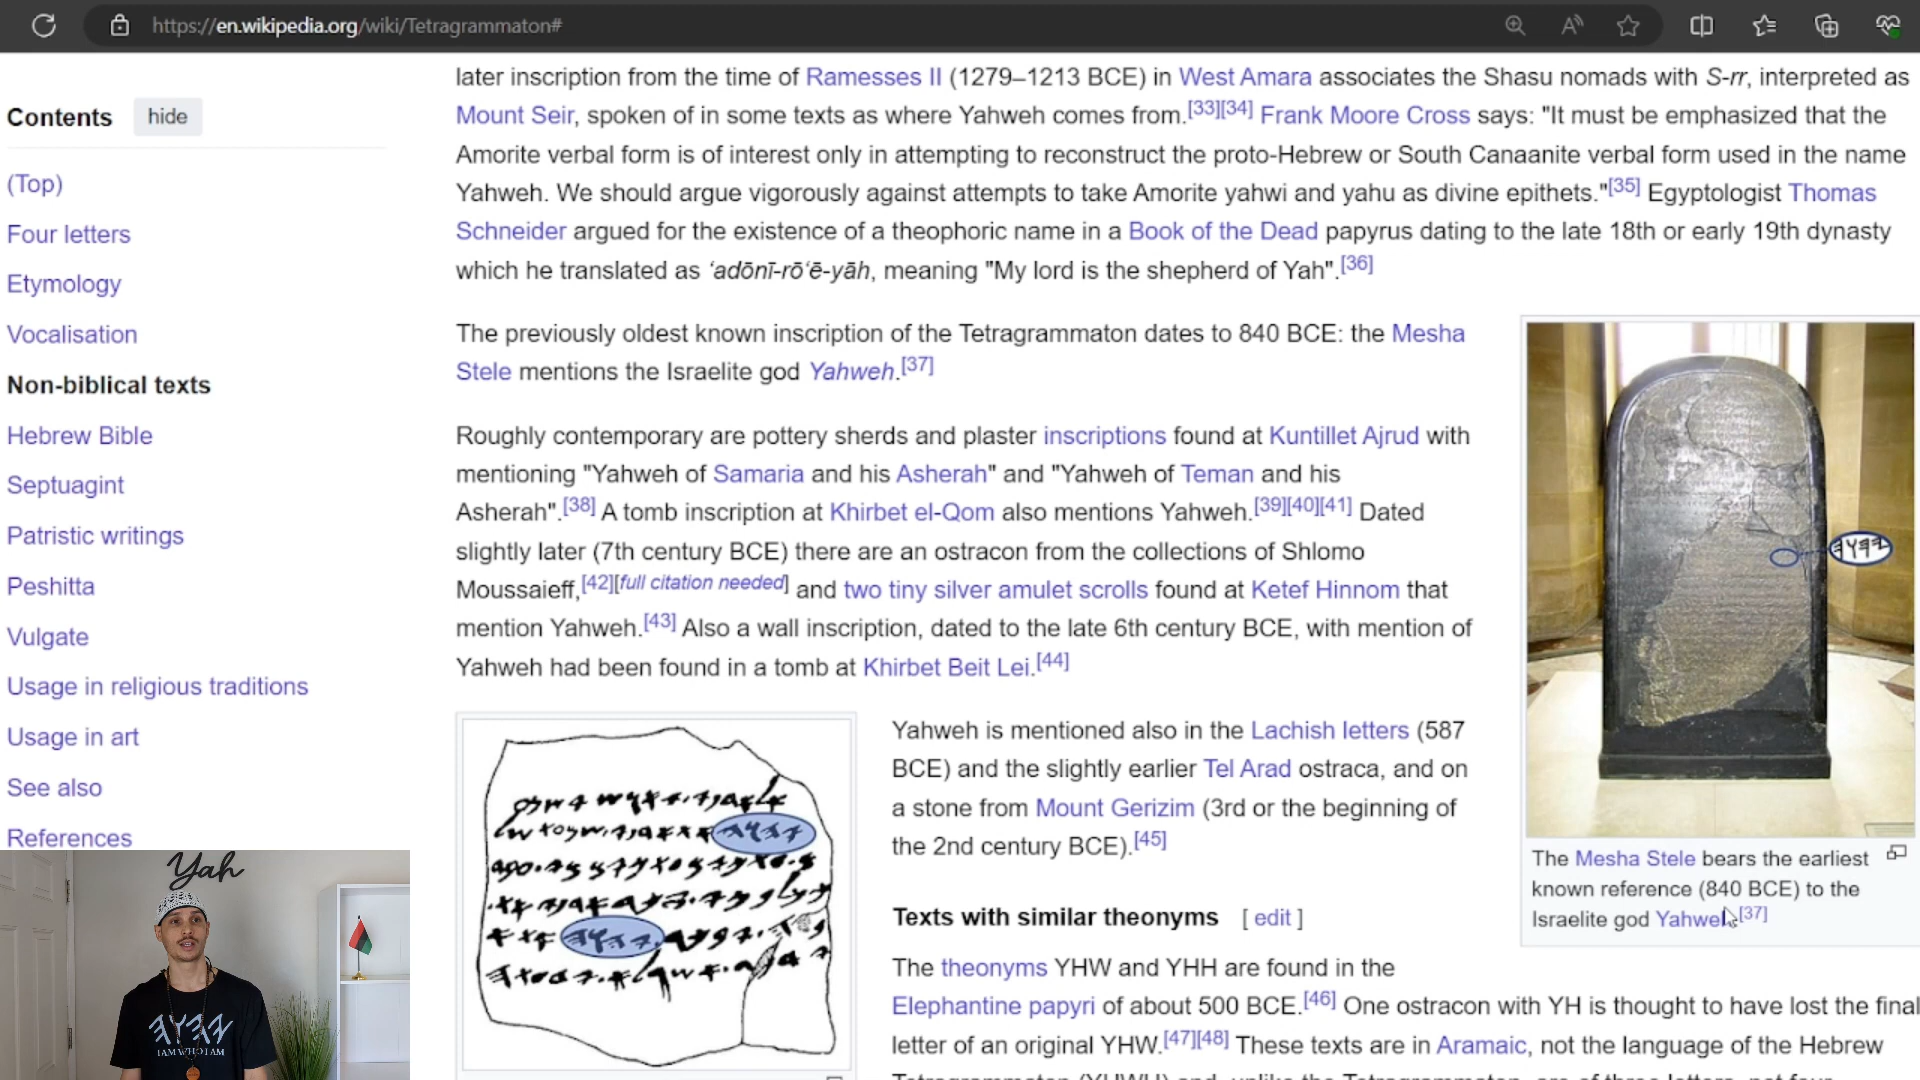 https://en.wikipedia.org/wiki/Tetragrammaton#
Contents
hide
(Top)
Four letters
Etymology
Vocalisation
Non-biblical texts
Hebrew Bible
Septuagint
Patristic writings
Peshitta
Vulgate
Usage in religious traditions
Usage in art
See also
References
later inscription from the time of Ramesses II (1279–1213 BCE) in West Amara associates the Shasu nomads with S-rr, interpreted as
Mount Seir, spoken of in some texts as where Yahweh comes from.[33][34] Frank Moore Cross says: "It must be emphasized that the
Amorite verbal form is of interest only in attempting to reconstruct the proto-Hebrew or South Canaanite verbal form used in the name
Yahweh. We should argue vigorously against attempts to take Amorite yahwi and yahu as divine epithets."[35] Egyptologist Thomas
Schneider argued for the existence of a theophoric name in a Book of the Dead papyrus dating to the late 18th or early 19th dynasty
which he translated as ʻadōnī-rōʻē-yāh, meaning "My lord is the shepherd of Yah".[36]
The previously oldest known inscription of the Tetragrammaton dates to 840 BCE: the Mesha
Stele mentions the Israelite god Yahweh.[37]
Roughly contemporary are pottery sherds and plaster inscriptions found at Kuntillet Ajrud with
mentioning "Yahweh of Samaria and his Asherah" and "Yahweh of Teman and his
Asherah".[38] A tomb inscription at Khirbet el-Qom also mentions Yahweh.[39][40][41] Dated
slightly later (7th century BCE) there are an ostracon from the collections of Shlomo
Moussaieff,[42][full citation needed] and two tiny silver amulet scrolls found at Ketef Hinnom that
mention Yahweh.[43] Also a wall inscription, dated to the late 6th century BCE, with mention of
Yahweh had been found in a tomb at Khirbet Beit Lei.[44]
Yahweh is mentioned also in the Lachish letters (587
BCE) and the slightly earlier Tel Arad ostraca, and on
a stone from Mount Gerizim (3rd or the beginning of
the 2nd century BCE).[45]
Texts with similar theonyms [ edit ]
The theonyms YHW and YHH are found in the
Elephantine papyri of about 500 BCE.[46] One ostracon with YH is thought to have lost the final
letter of an original YHW.[47][48] These texts are in Aramaic, not the language of the Hebrew
𐤉𐤄𐤅𐤄
The Mesha Stele bears the earliest
known reference (840 BCE) to the
Israelite god Yahweh.[37]
Yah
𐤉𐤄𐤅𐤄
I AM WHO I AM